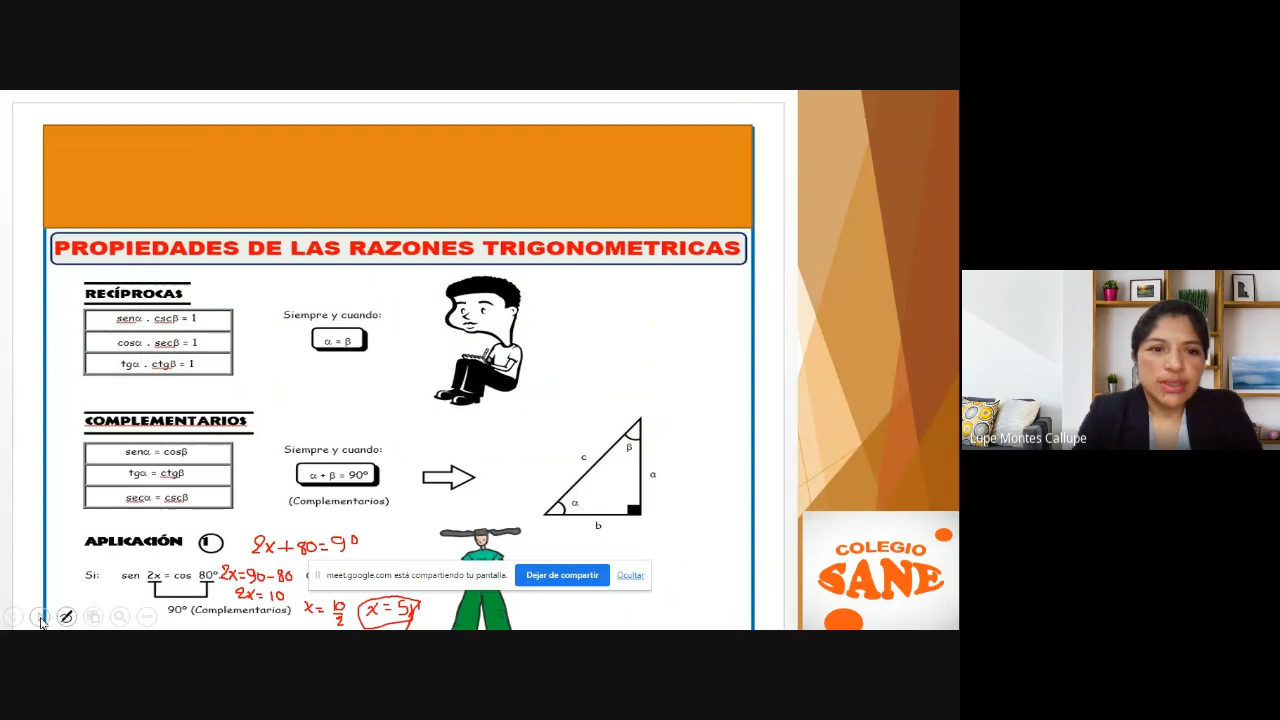 PROPIEDADES DE LAS RAZONES TRIGONOMETRICAS
RECÍPROCAS
senα . cscβ = 1
cosα . secβ = 1
tgα . ctgβ = 1
Siempre y cuando:
α = β
COMPLEMENTARIOS
senα = cosβ
tgα = ctgβ
secα = cscβ
Siempre y cuando:
α + β = 90º
(Complementarios)
c
β
a
α
b
APLICACIÓN 1
2x+80=90
Si: sen 2x = cos 80º
2x=90-80
2x=10
90º (Complementarios)
x=10/2
x=5
meet.google.com está compartiendo tu pantalla.
Dejar de compartir
Ocultar
COLEGIO
SANE
Lupe Montes Callupe